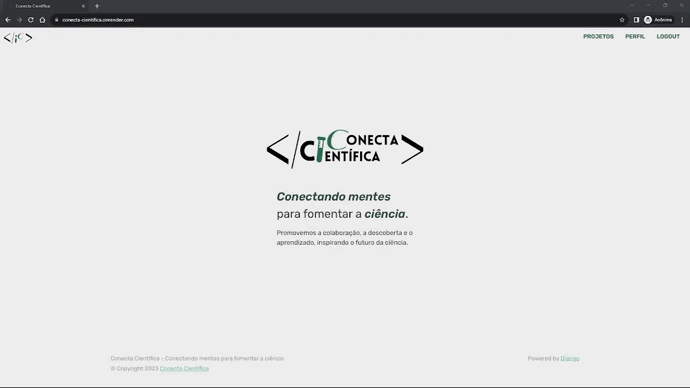 Conecta Científica
conecta-cientifica.onrender.com
Anônima
</iC>
PROJETOS PERFIL LOGOUT
</CONECTA
CIENTÍFICA>
Conectando mentes
para fomentar a ciência.
Promovemos a colaboração, a descoberta e o
aprendizado, inspirando o futuro da ciência.
Conecta Científica - Conectando mentes para fomentar a ciência
Powered by Django
© Copyright 2023 Conecta Científica